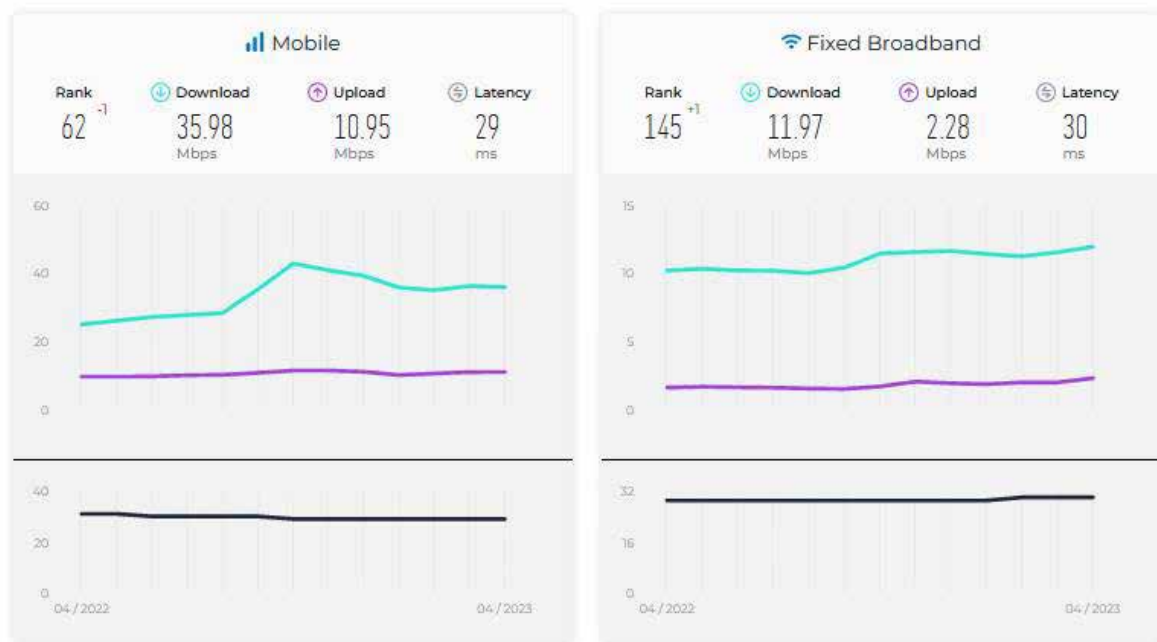 Mobile
Rank Download Upload Latency
62 -1 35.98 10.95 29
Mbps Mbps ms
60
40
20
0
40
20
0
04 / 2022 04 / 2023
Fixed Broadband
Rank Download Upload Latency
145 +1 11.97 2.28 30
Mbps Mbps ms
15
10
5
0
32
16
0
04 / 2022 04 / 2023